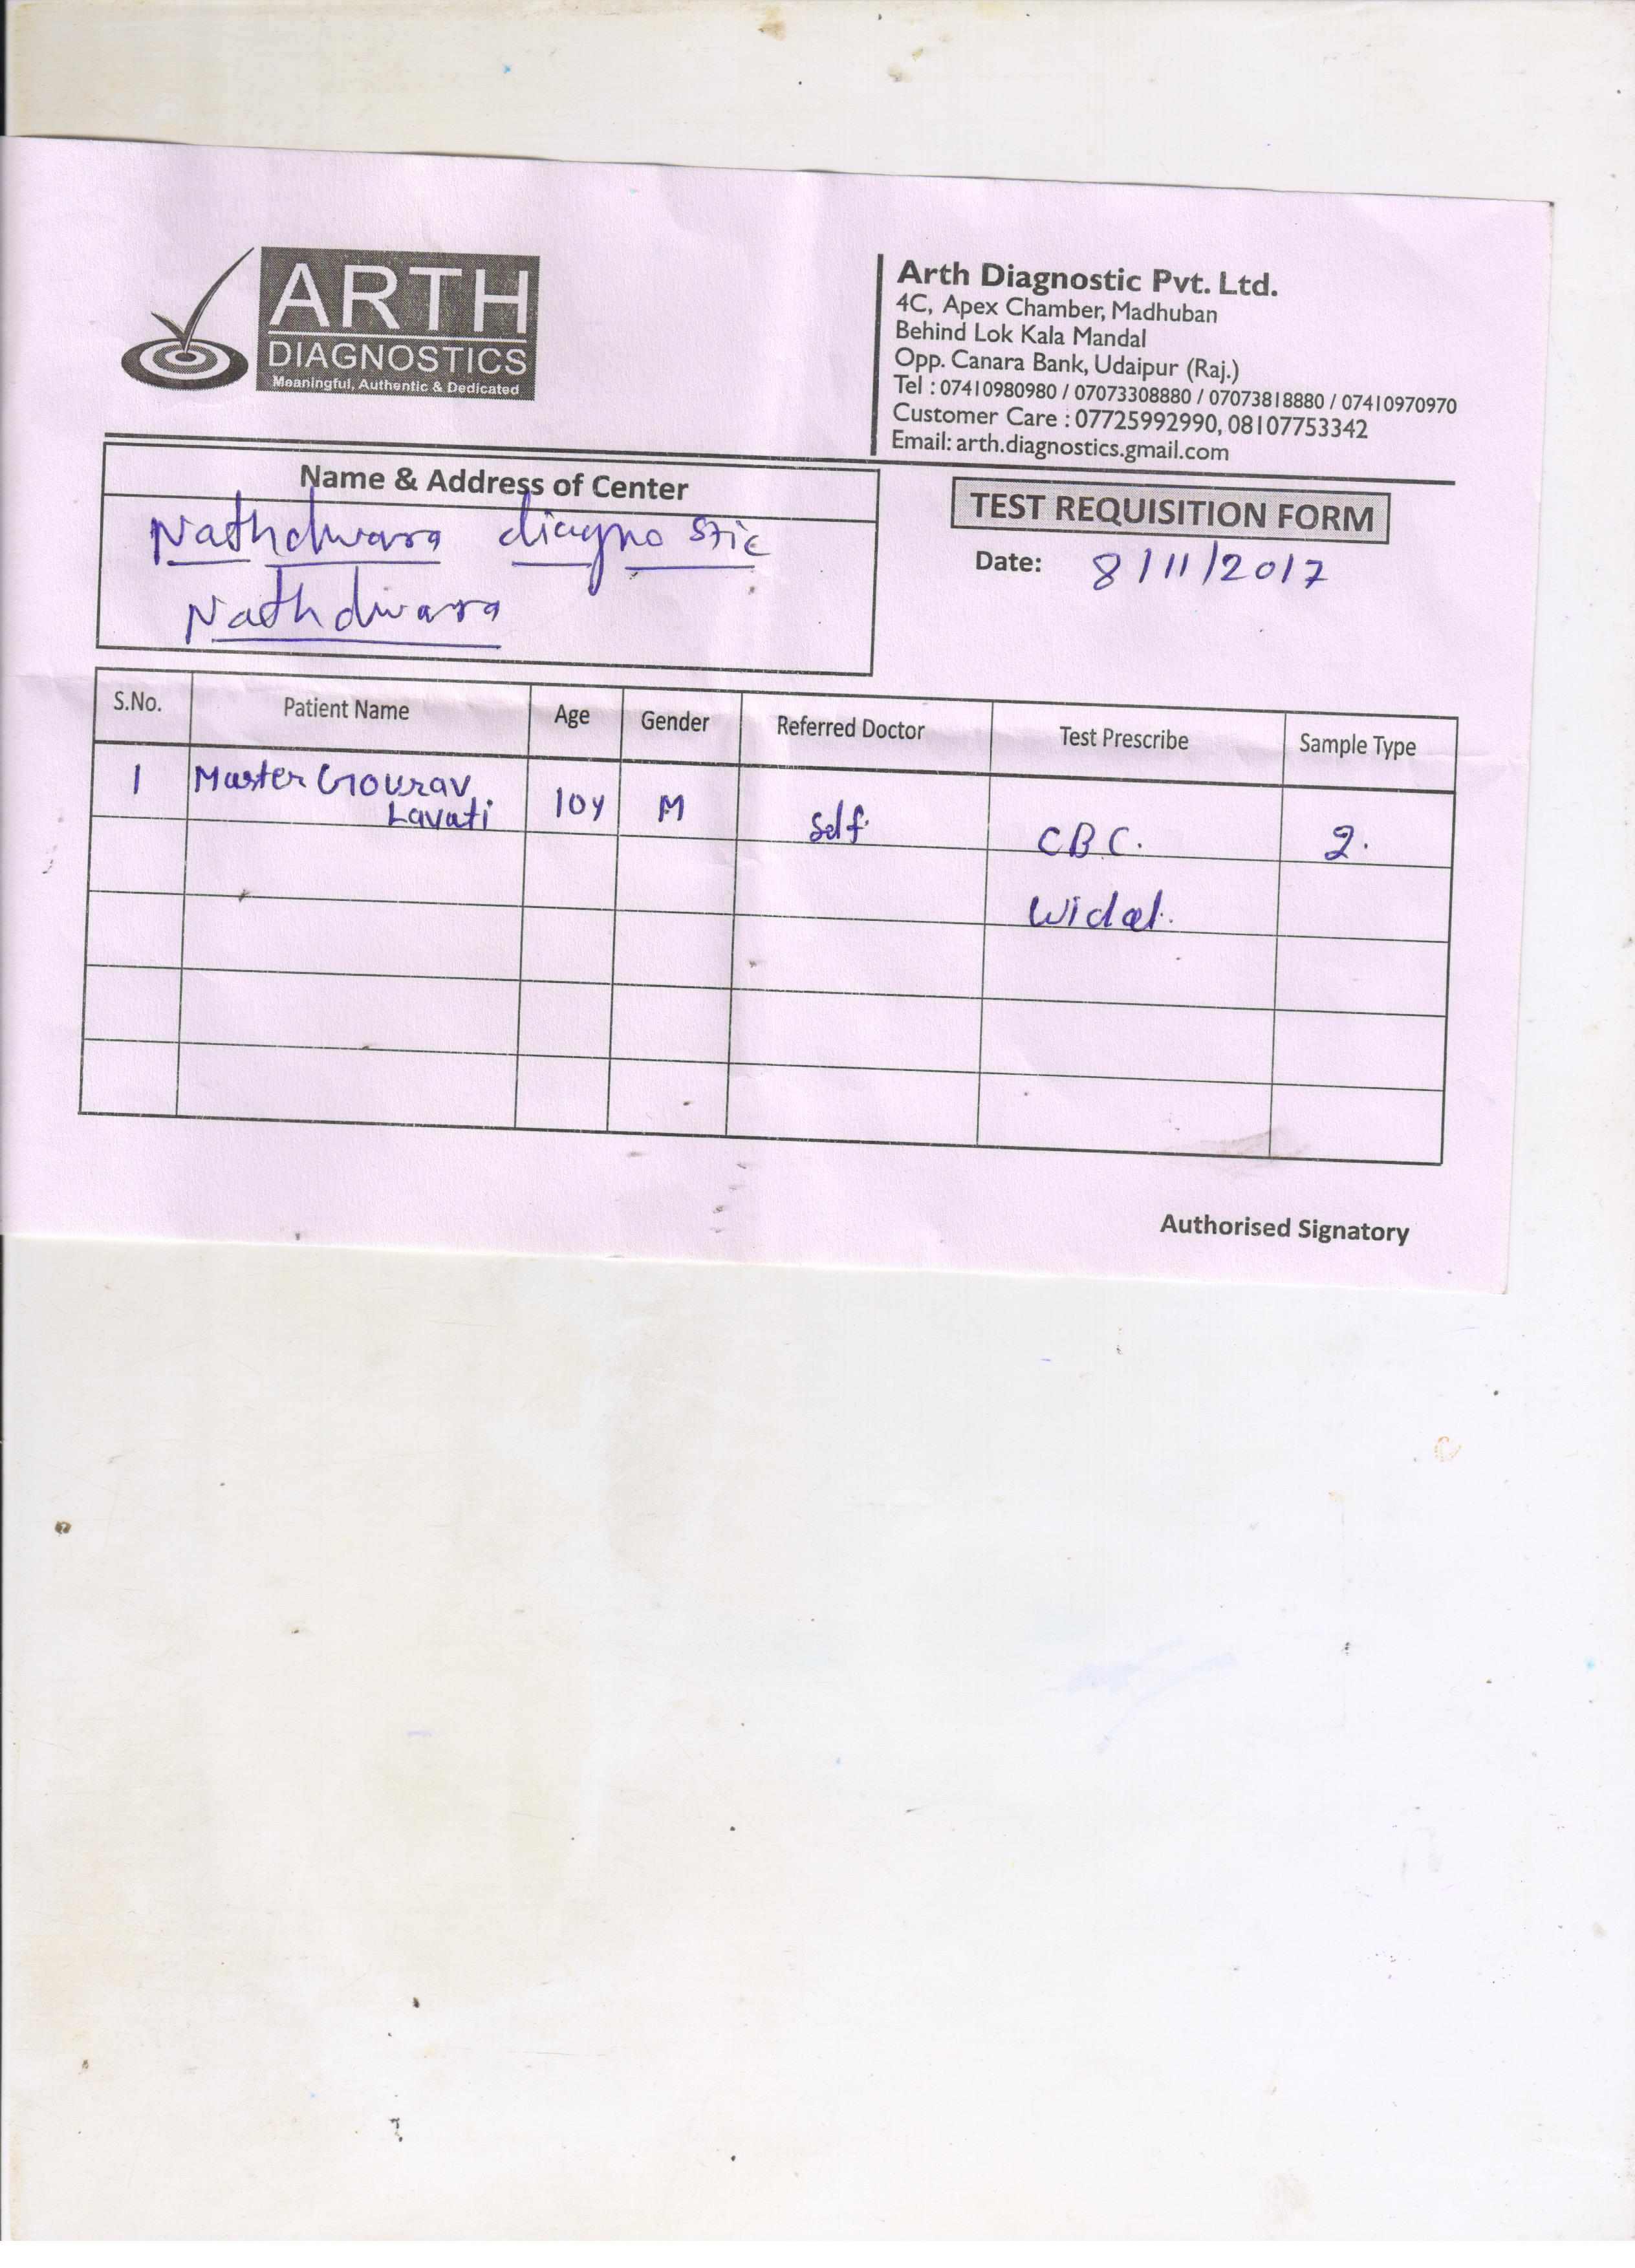 ARTH
DIAGNOSTICS
Meaningful, Authentic & Dedicated
Arth Diagnostic Pvt. Ltd.
4C, Apex Chamber, Madhuban
Behind Lok Kala Mandal
Opp. Canara Bank, Udaipur (Raj.)
Tel : 07410980980 / 07073308880 / 07073818880 / 07410970970
Customer Care : 07725992990, 08107753342
Email: arth.diagnostics.gmail.com
Name & Address of Center
Nathdwara diagnostic
Nathdwara
TEST REQUISITION FORM
Date: 8/11/2017
S.No. Patient Name Age Gender Referred Doctor Test Prescribe Sample Type
1 Master Gourav 10y M Self CBC. 2.
Lavati
Widal.
Authorised Signatory